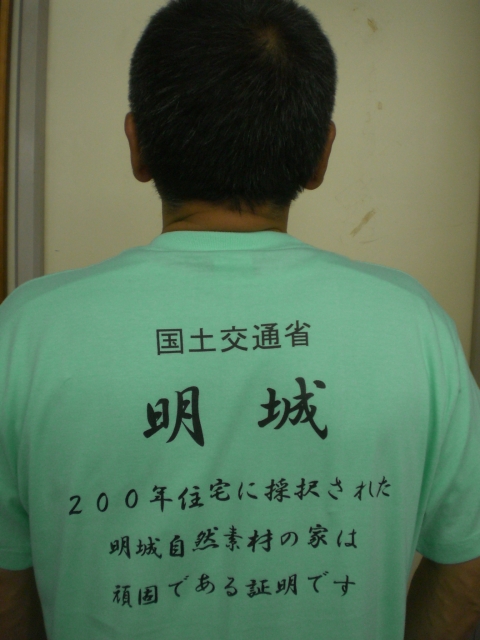 国土交通省
明 城
200年住宅に採択された
明城自然素材の家は
頑固である証明です